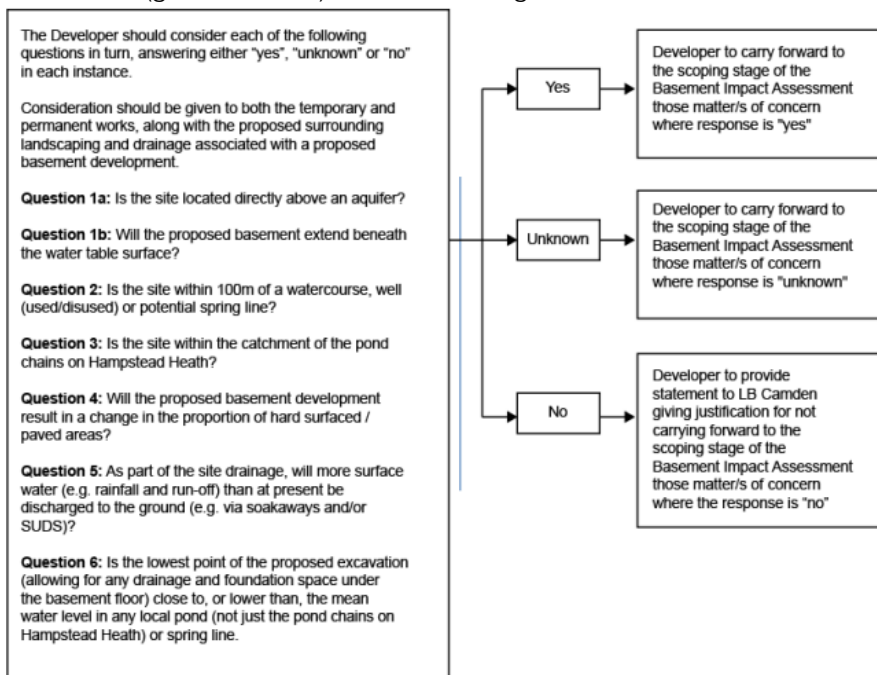 The Developer should consider each of the following
questions in turn, answering either "yes", "unknown" or "no"
in each instance.
Consideration should be given to both the temporary and
permanent works, along with the proposed surrounding
landscaping and drainage associated with a proposed
basement development.
Question 1a: Is the site located directly above an aquifer?
Question 1b: Will the proposed basement extend beneath
the water table surface?
Question 2: Is the site within 100m of a watercourse, well
(used/disused) or potential spring line?
Question 3: Is the site within the catchment of the pond
chains on Hampstead Heath?
Question 4: Will the proposed basement development
result in a change in the proportion of hard surfaced /
paved areas?
Question 5: As part of the site drainage, will more surface
water (e.g. rainfall and run-off) than at present be
discharged to the ground (e.g. via soakaways and/or
SUDS)?
Question 6: Is the lowest point of the proposed excavation
(allowing for any drainage and foundation space under
the basement floor) close to, or lower than, the mean
water level in any local pond (not just the pond chains on
Hampstead Heath) or spring line.
Yes
Developer to carry forward to
the scoping stage of the
Basement Impact Assessment
those matter/s of concern
where response is "yes"
Unknown
Developer to carry forward to
the scoping stage of the
Basement Impact Assessment
those matter/s of concern
where response is "unknown"
No
Developer to provide
statement to LB Camden
giving justification for not
carrying forward to the
scoping stage of the
Basement Impact Assessment
those matter/s of concern
where the response is "no"